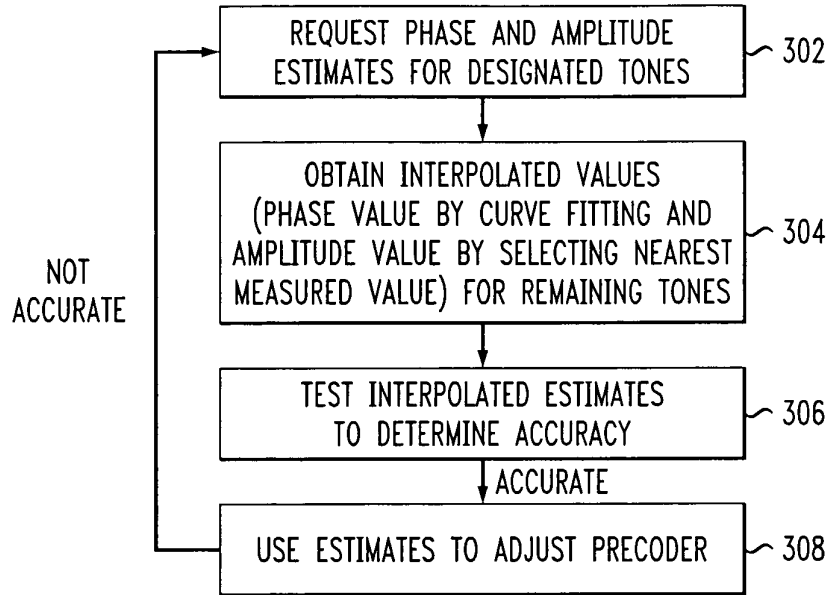 REQUEST PHASE AND AMPLITUDE
ESTIMATES FOR DESIGNATED TONES
302
OBTAIN INTERPOLATED VALUES
(PHASE VALUE BY CURVE FITTING AND
AMPLITUDE VALUE BY SELECTING NEAREST
MEASURED VALUE) FOR REMAINING TONES
304
NOT
ACCURATE
TEST INTERPOLATED ESTIMATES
TO DETERMINE ACCURACY
306
ACCURATE
USE ESTIMATES TO ADJUST PRECODER
308